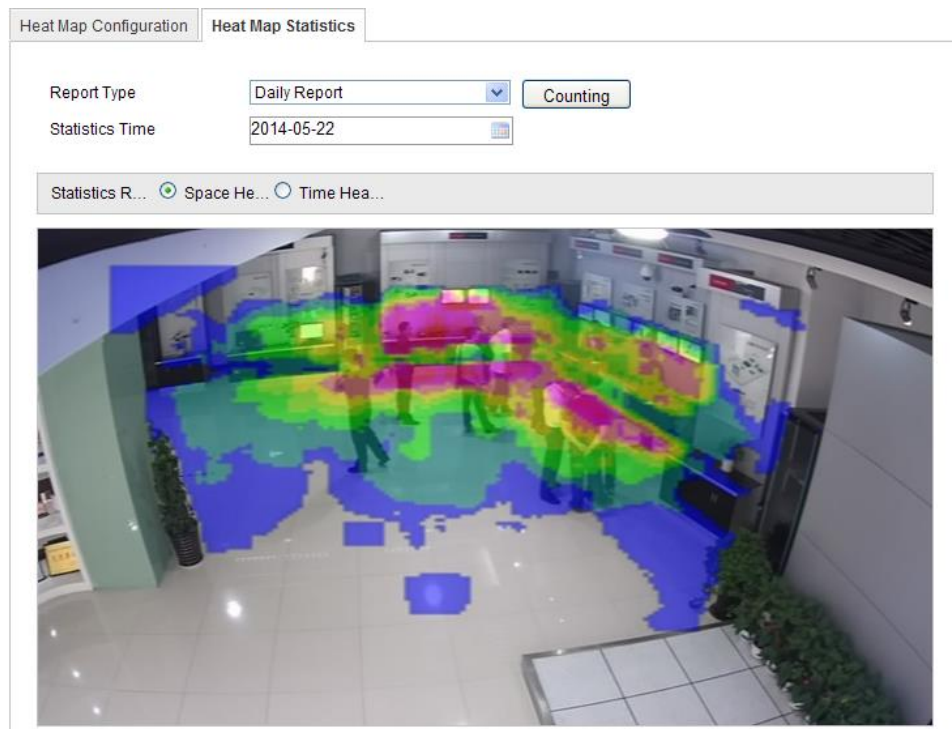 Heat Map Configuration
Heat Map Statistics
Report Type
Daily Report
Counting
Statistics Time
2014-05-22
Statistics R...
Space He...
Time Hea...